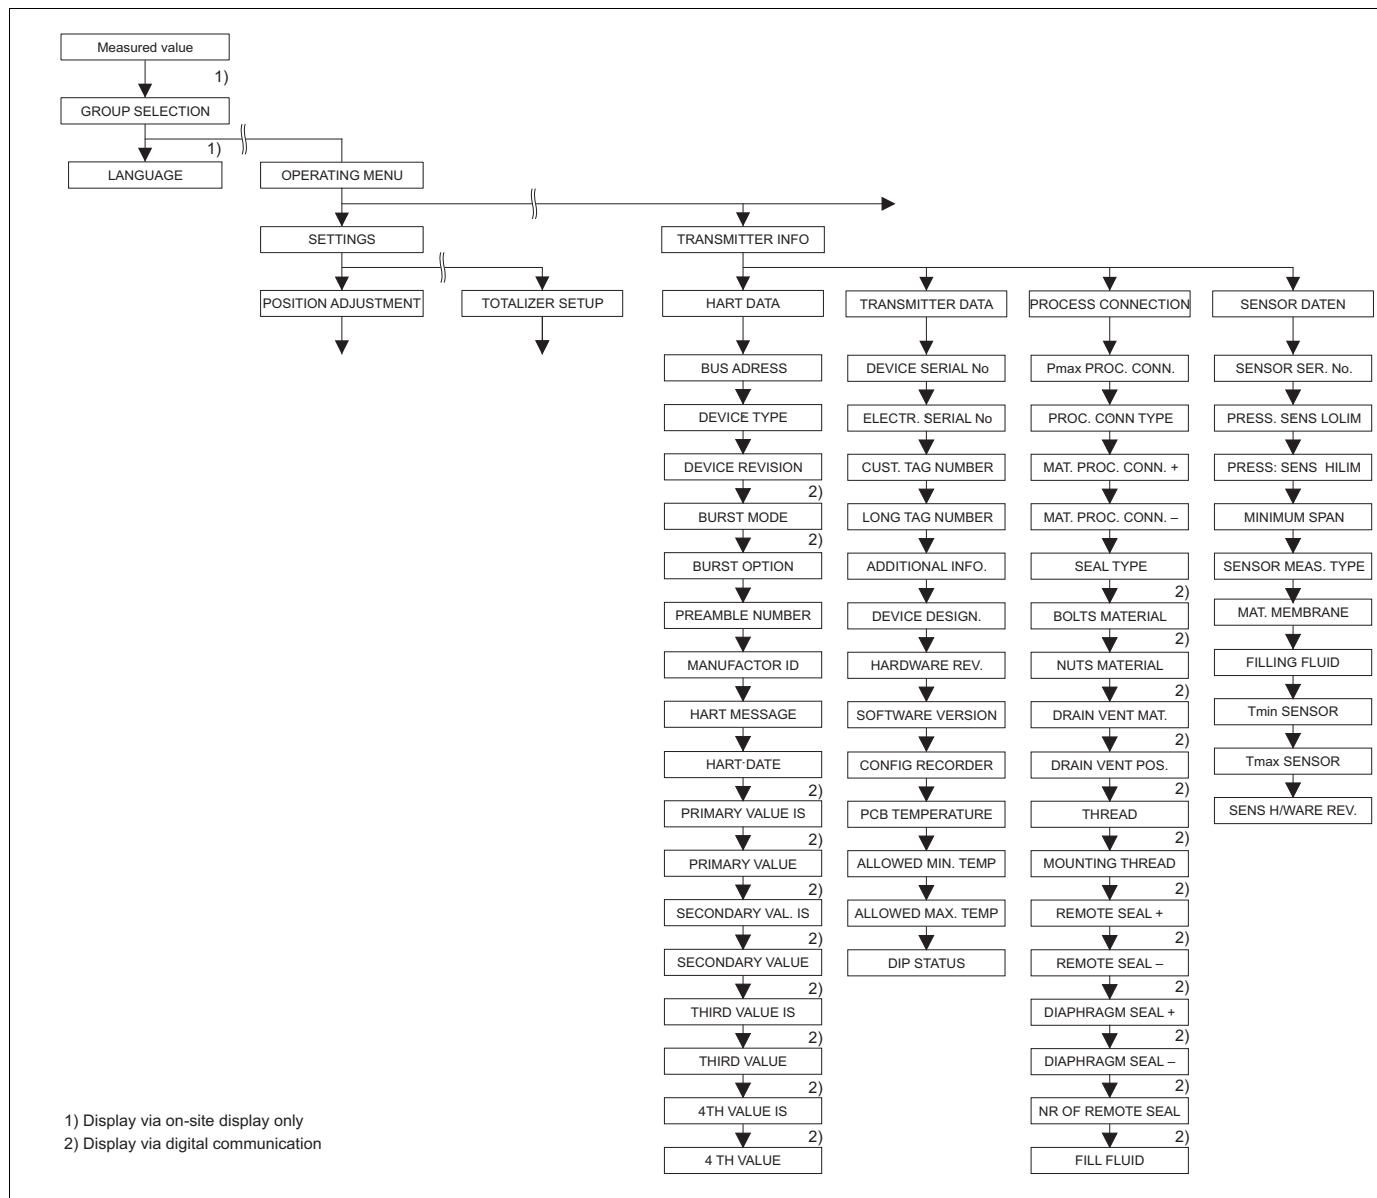 Measured value
1)
GROUP SELECTION
1)
LANGUAGE
OPERATING MENU
SETTINGS
TRANSMITTER INFO
POSITION ADJUSTMENT
TOTALIZER SETUP
HART DATA
TRANSMITTER DATA
PROCESS CONNECTION
SENSOR DATEN
BUS ADRESS
DEVICE TYPE
DEVICE REVISION
2)
BURST MODE
2)
BURST OPTION
PREAMBLE NUMBER
MANUFACTOR ID
HART MESSAGE
HART DATE
2)
PRIMARY VALUE IS
2)
PRIMARY VALUE
2)
SECONDARY VAL. IS
2)
SECONDARY VALUE
2)
THIRD VALUE IS
2)
THIRD VALUE
2)
4TH VALUE IS
2)
4 TH VALUE
DEVICE SERIAL No
ELECTR. SERIAL No
CUST. TAG NUMBER
LONG TAG NUMBER
ADDITIONAL INFO.
DEVICE DESIGN.
HARDWARE REV.
SOFTWARE VERSION
CONFIG RECORDER
PCB TEMPERATURE
ALLOWED MIN. TEMP
ALLOWED MAX. TEMP
DIP STATUS
Pmax PROC. CONN.
PROC. CONN TYPE
MAT. PROC. CONN. +
MAT. PROC. CONN. –
SEAL TYPE
2)
BOLTS MATERIAL
2)
NUTS MATERIAL
2)
DRAIN VENT MAT.
2)
DRAIN VENT POS.
2)
THREAD
2)
MOUNTING THREAD
2)
REMOTE SEAL +
2)
REMOTE SEAL –
2)
DIAPHRAGM SEAL +
2)
DIAPHRAGM SEAL –
2)
NR OF REMOTE SEAL
2)
FILL FLUID
SENSOR SER. No.
PRESS. SENS LOLIM
PRESS: SENS HILIM
MINIMUM SPAN
SENSOR MEAS. TYPE
MAT. MEMBRANE
FILLING FLUID
Tmin SENSOR
Tmax SENSOR
SENS H/WARE REV.
1) Display via on-site display only
2) Display via digital communication